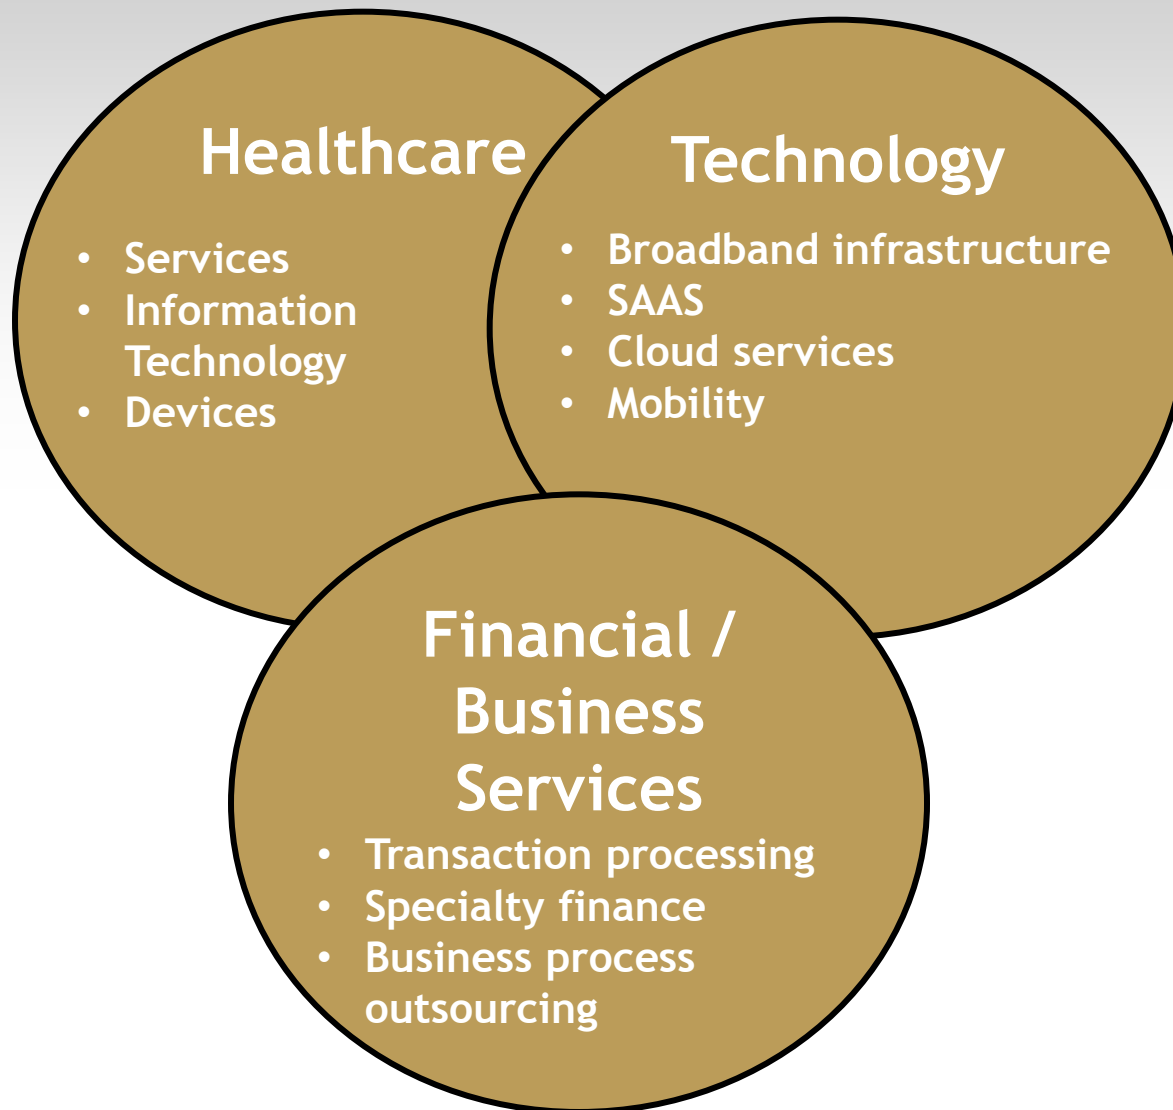 Healthcare
• Services
• Information
Technology
• Devices
Technology
• Broadband infrastructure
• SAAS
• Cloud services
• Mobility
Financial /
Business
Services
• Transaction processing
• Specialty finance
• Business process
outsourcing